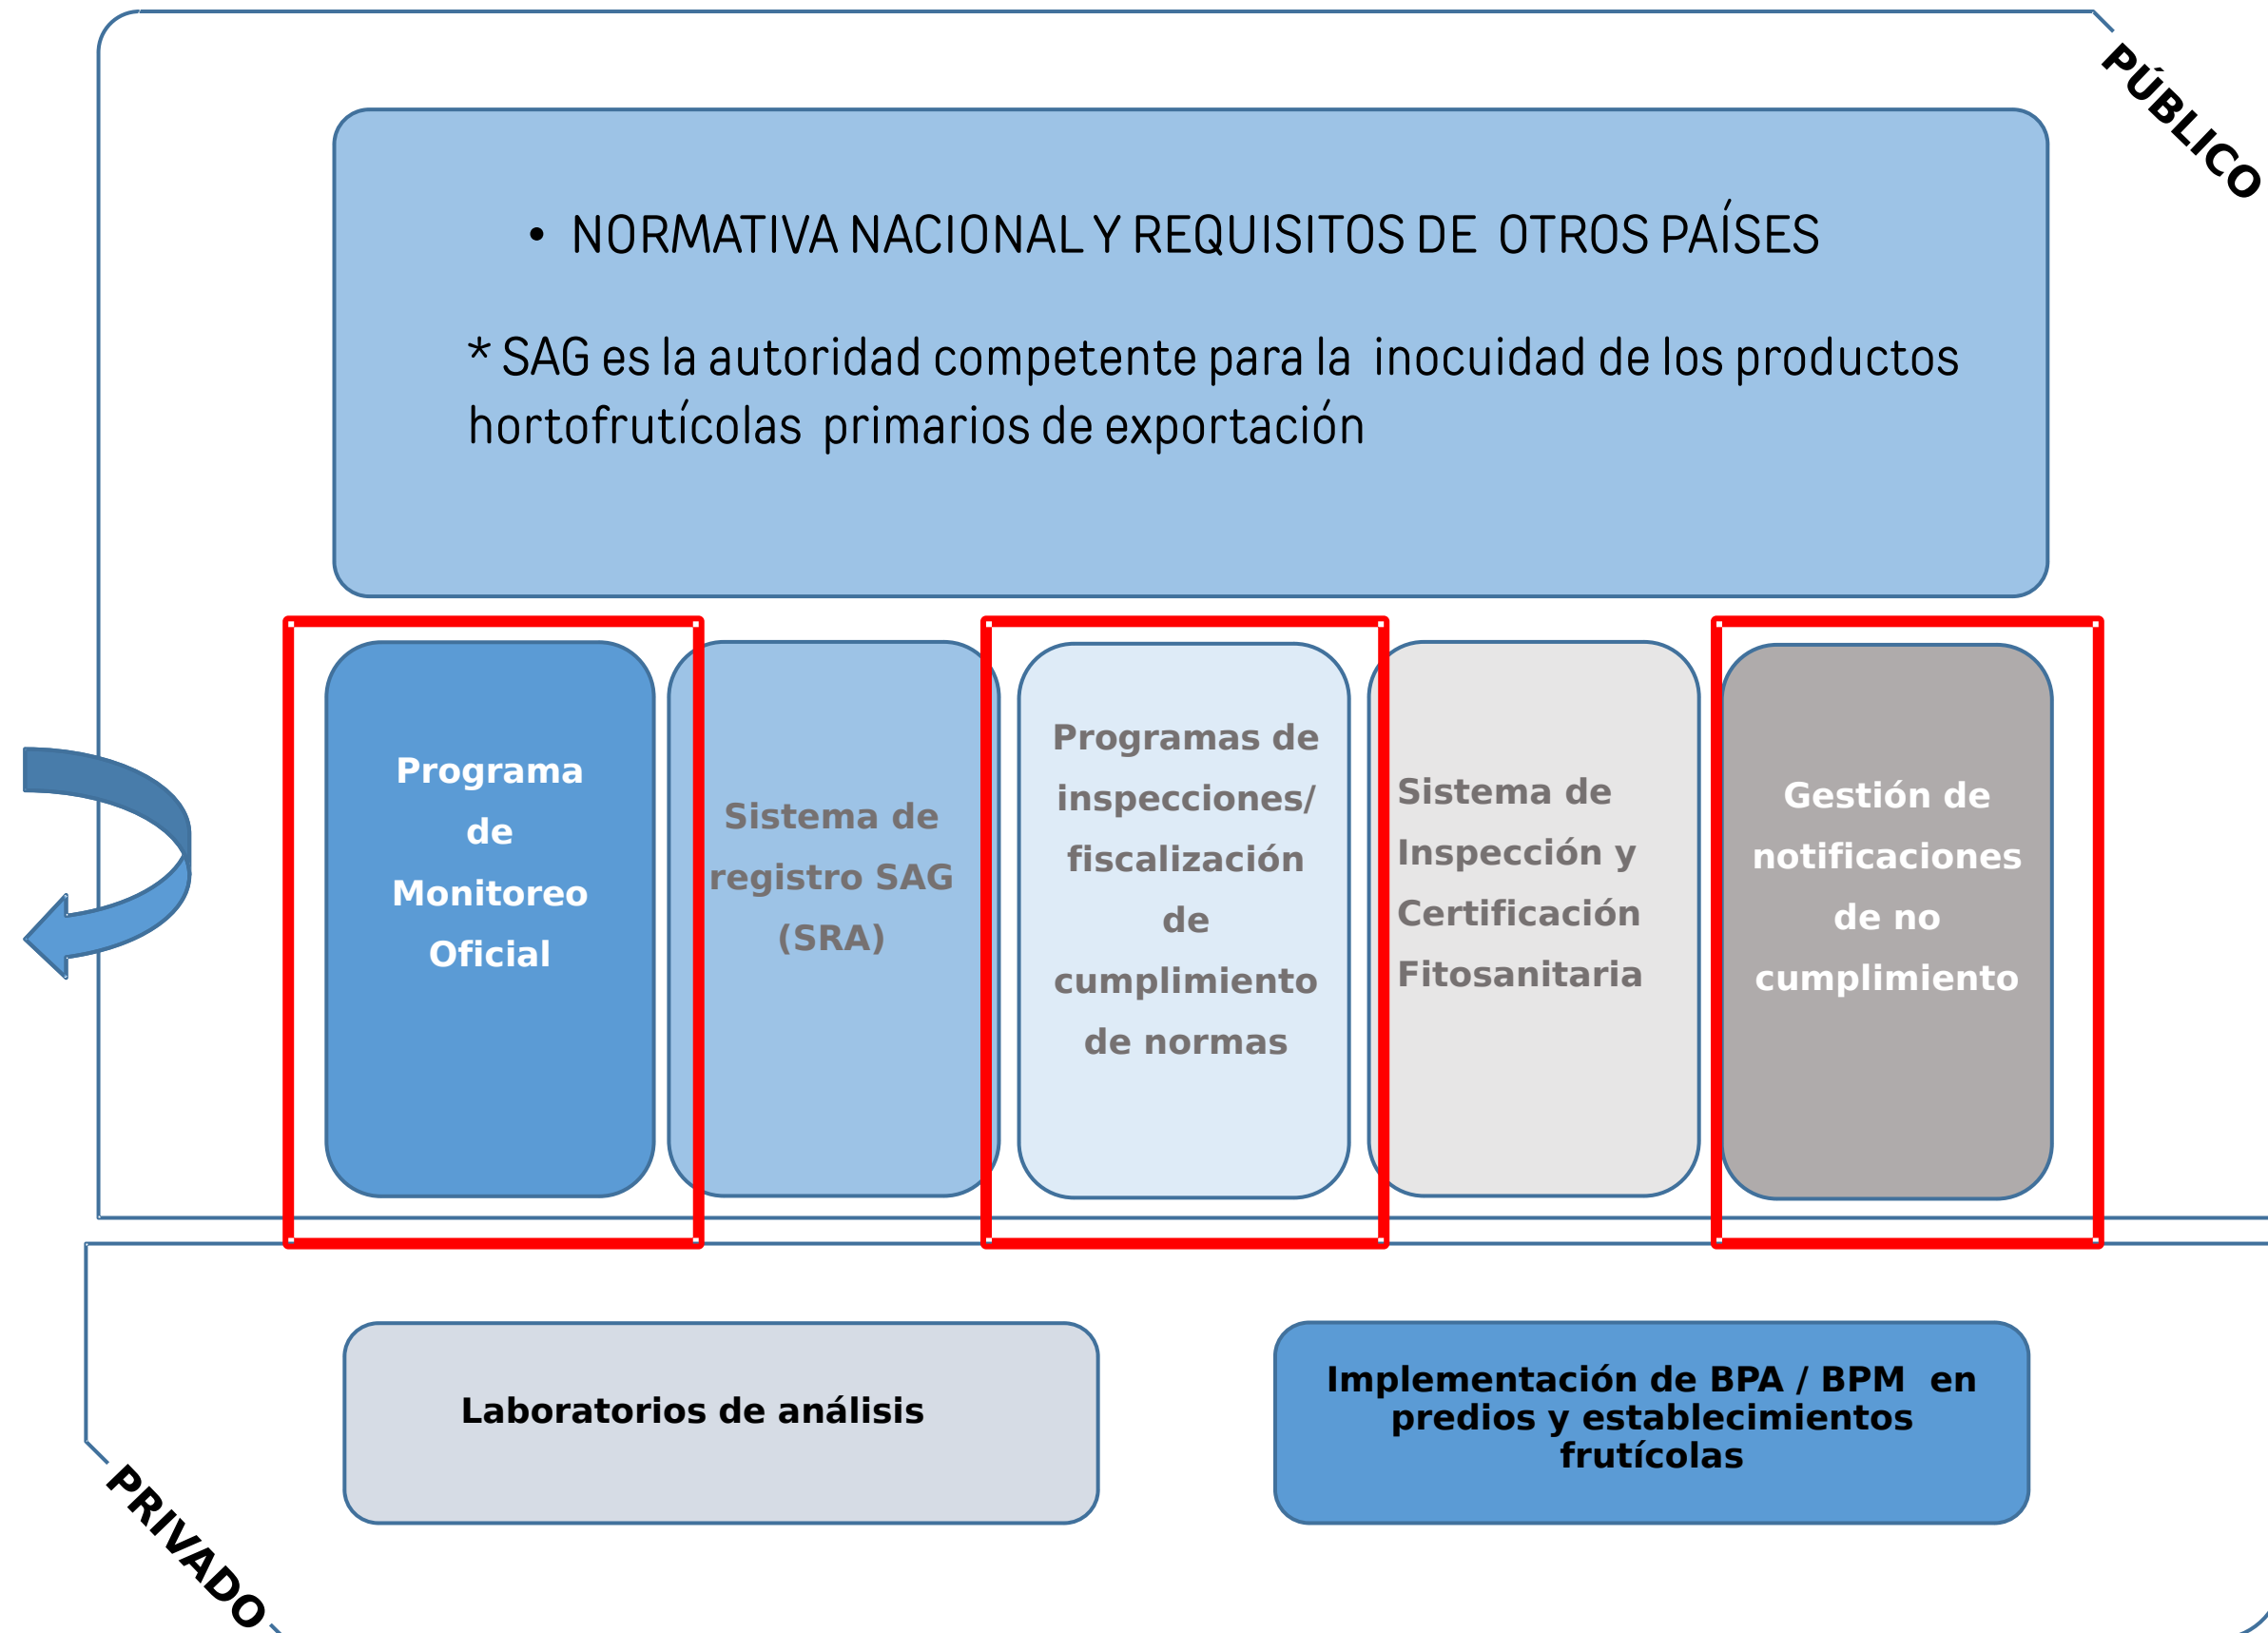 PÚBLICO
• NORMATIVA NACIONAL Y REQUISITOS DE OTROS PAÍSES
* SAG es la autoridad competente para la inocuidad de los productos
hortofrutícolas primarios de exportación
Programa
de
Monitoreo
Oficial
Sistema de
registro SAG
(SRA)
Programas de
inspecciones/
fiscalización
de
cumplimiento
de normas
Sistema de
Inspección y
Certificación
Fitosanitaria
Gestión de
notificaciones
de no
cumplimiento
Laboratorios de análisis
Implementación de BPA / BPM en
predios y establecimientos
frutícolas
PRIVADO